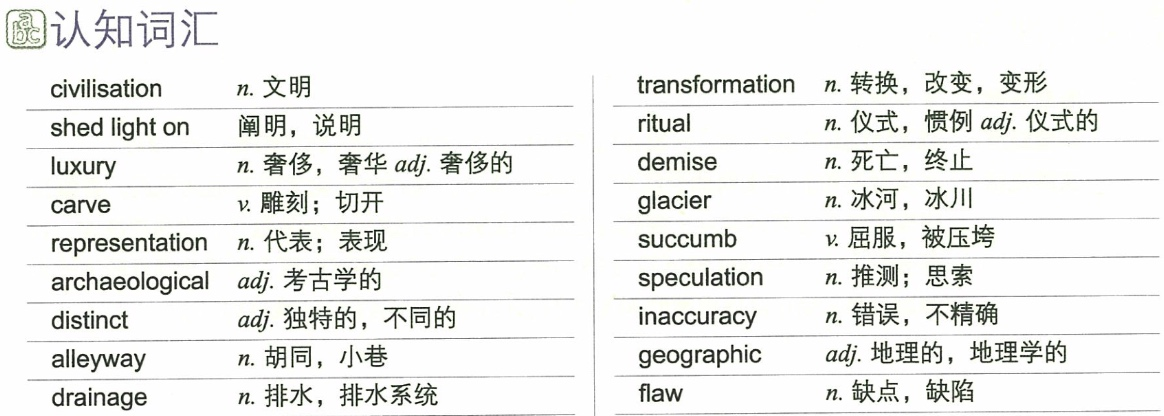 abc 认知词汇
civilisation n. 文明
shed light on 阐明，说明
luxury n. 奢侈，奢华 adj. 奢侈的
carve v. 雕刻；切开
representation n. 代表；表现
archaeological adj. 考古学的
distinct adj. 独特的，不同的
alleyway n. 胡同，小巷
drainage n. 排水，排水系统
transformation n. 转换，改变，变形
ritual n. 仪式，惯例 adj. 仪式的
demise n. 死亡，终止
glacier n. 冰河，冰川
succumb v. 屈服，被压垮
speculation n. 推测；思索
inaccuracy n. 错误，不精确
geographic adj. 地理的，地理学的
flaw n. 缺点，缺陷